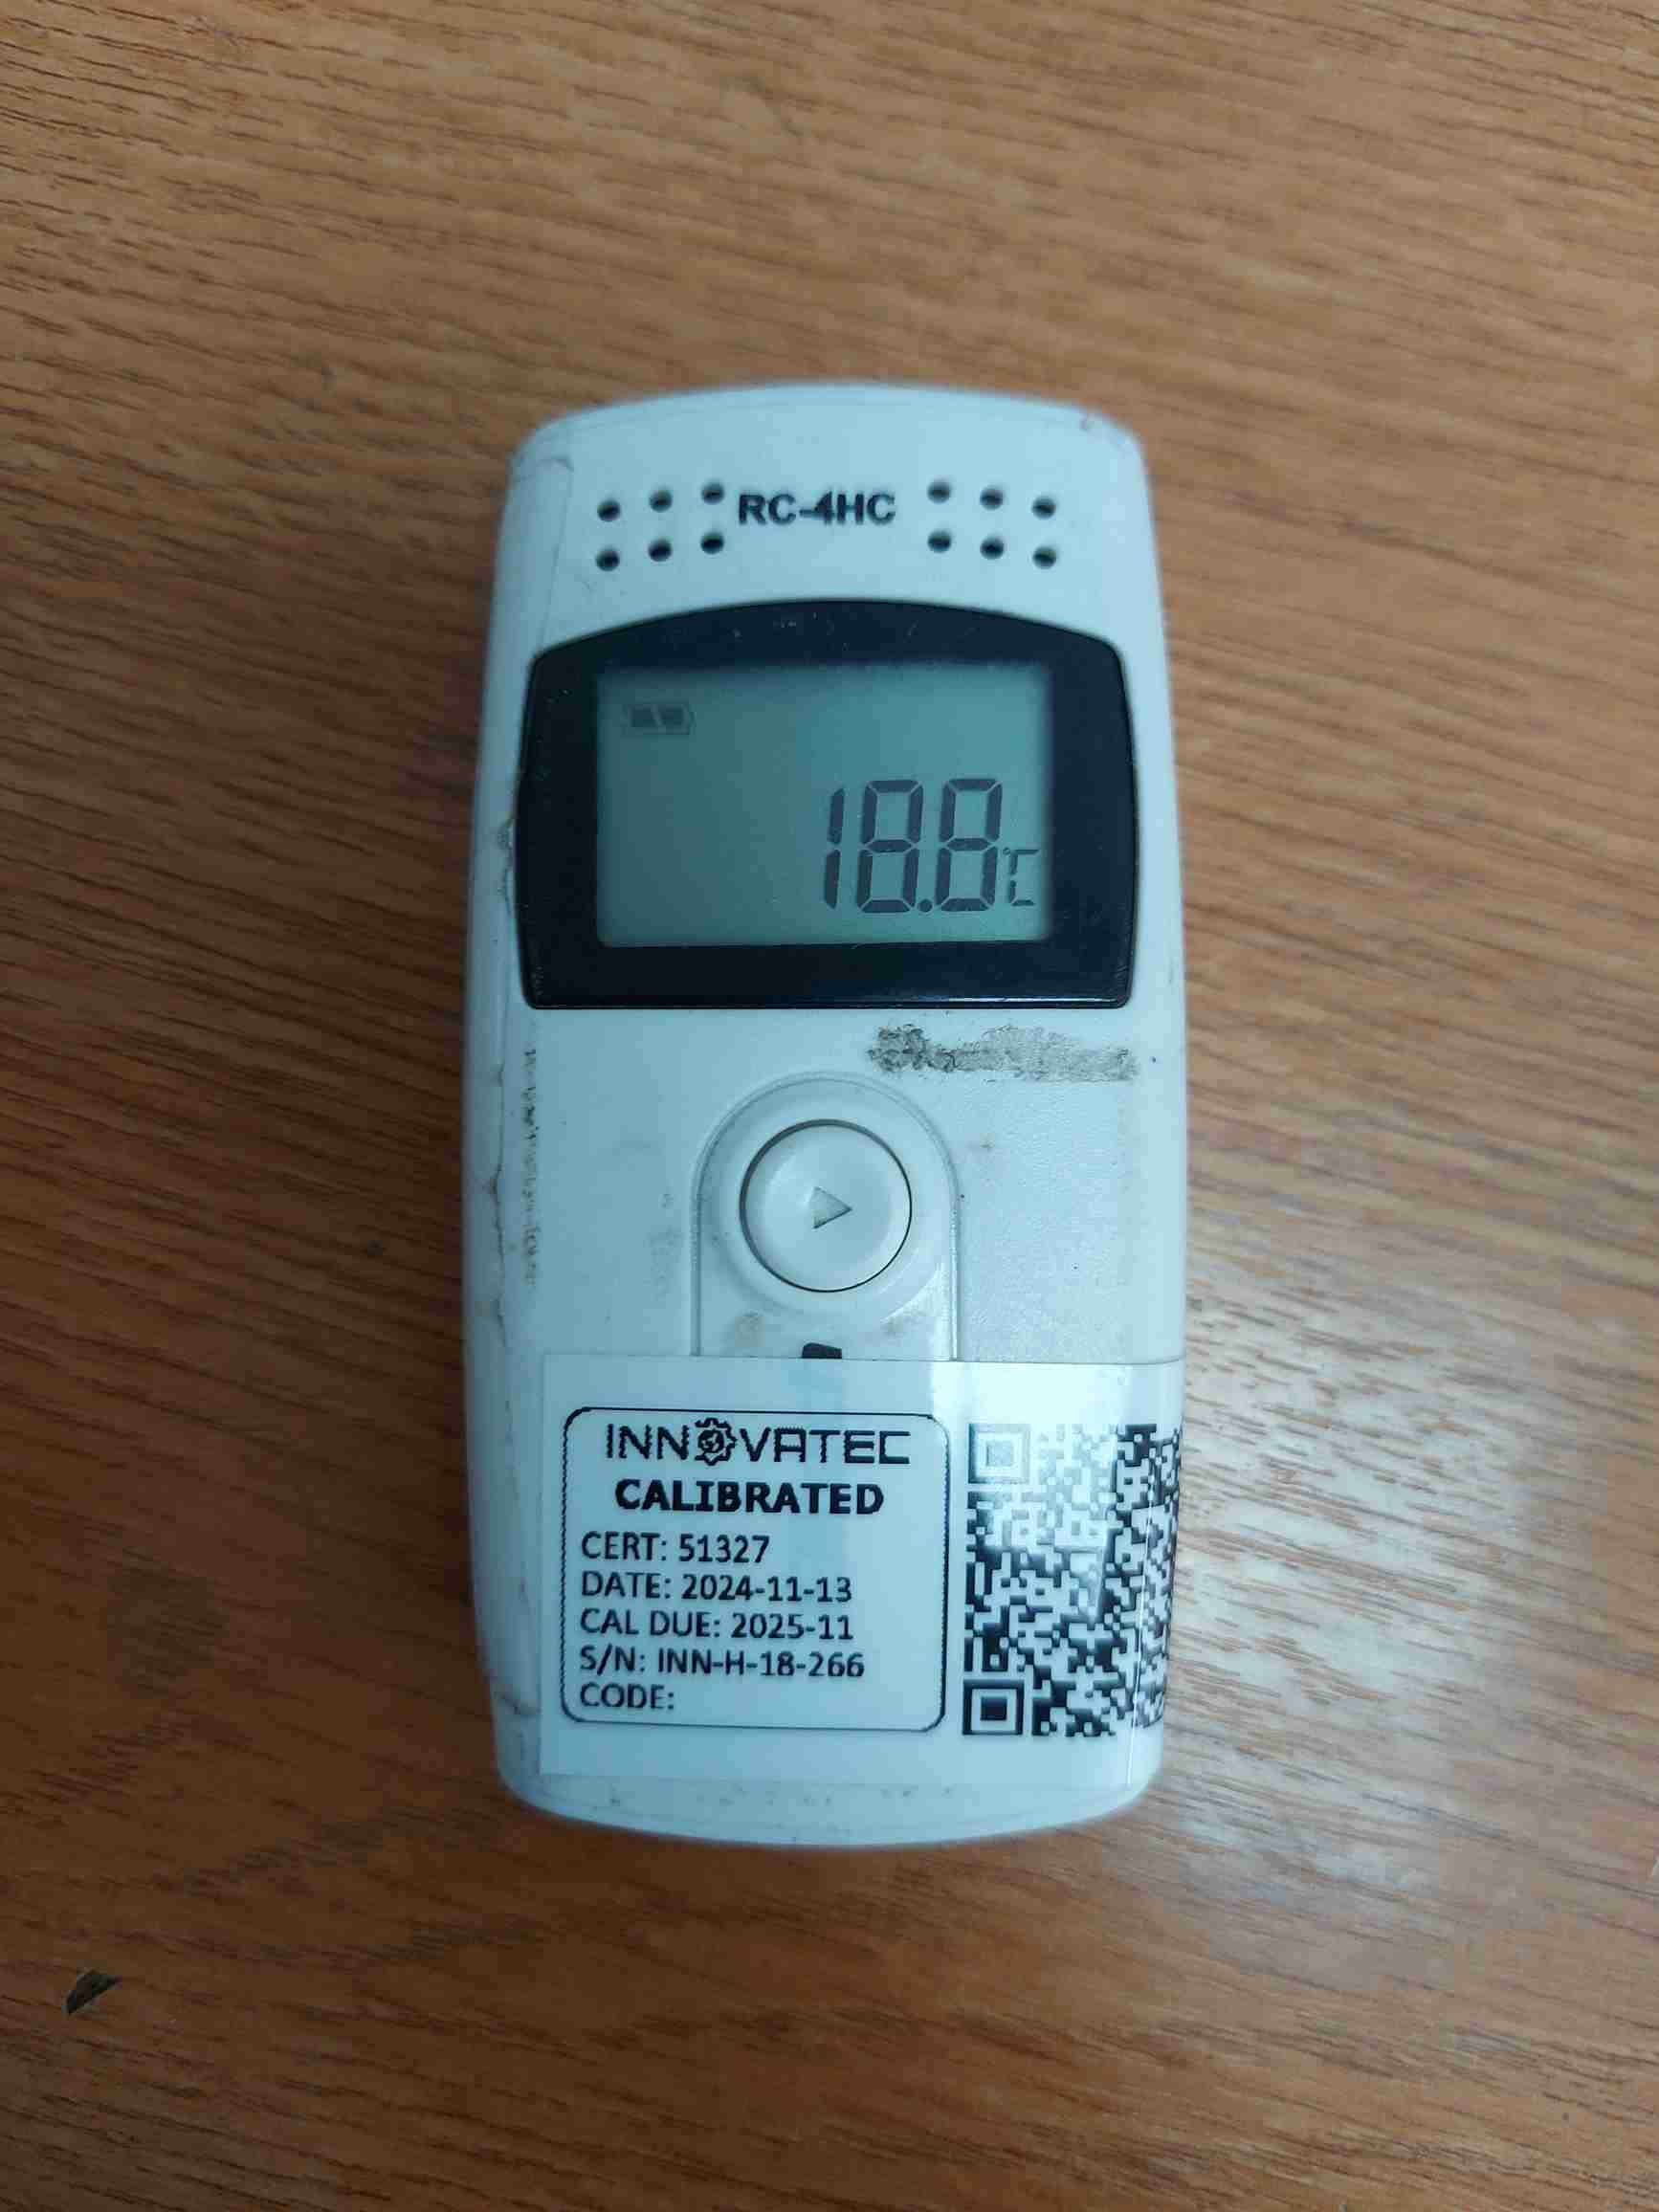 RC-4HC
18.8℃
INNOVATEC
CALIBRATED
CERT: 51327
DATE: 2024-11-13
CAL DUE: 2025-11
S/N: INN-H-18-266
CODE: